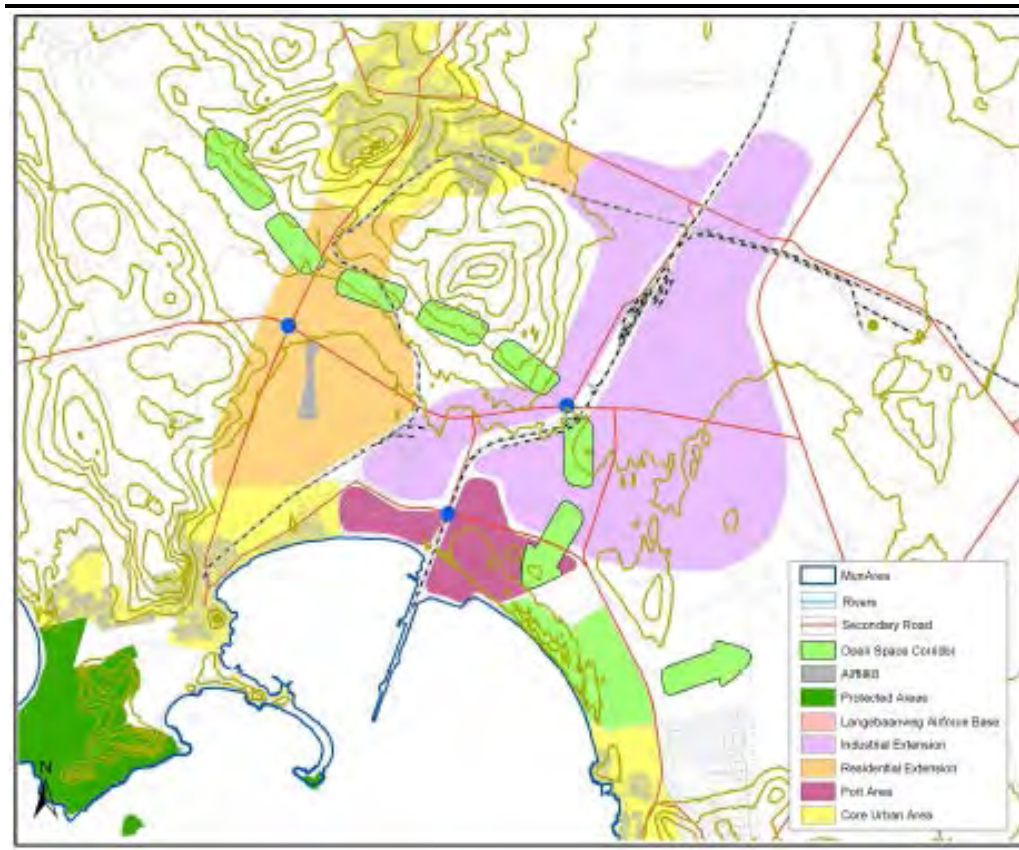 N
MunArea
Rivers
Secondary Road
Open Space Corridor
Airfield
Protected Areas
Langebaanweg Airforce Base
Industrial Extension
Residential Extension
Port Area
Core Urban Area